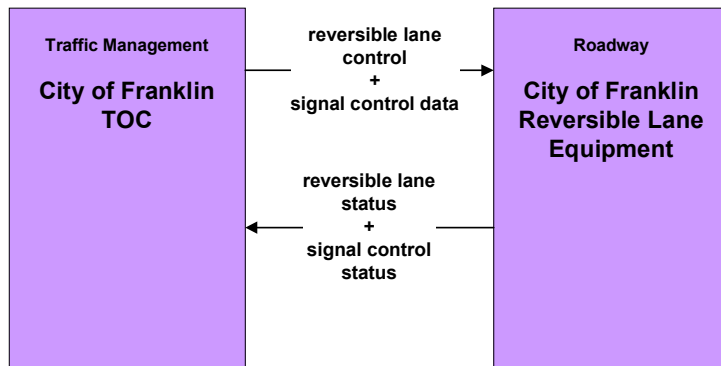 Traffic Management
City of Franklin
TOC
reversible lane
control
+
signal control data
reversible lane
status
+
signal control
status
Roadway
City of Franklin
Reversible Lane
Equipment